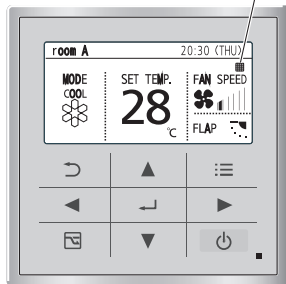 room A 20:30 (THU)
MODE SET TEMP. FAN SPEED
COOL
28
℃
FLAP